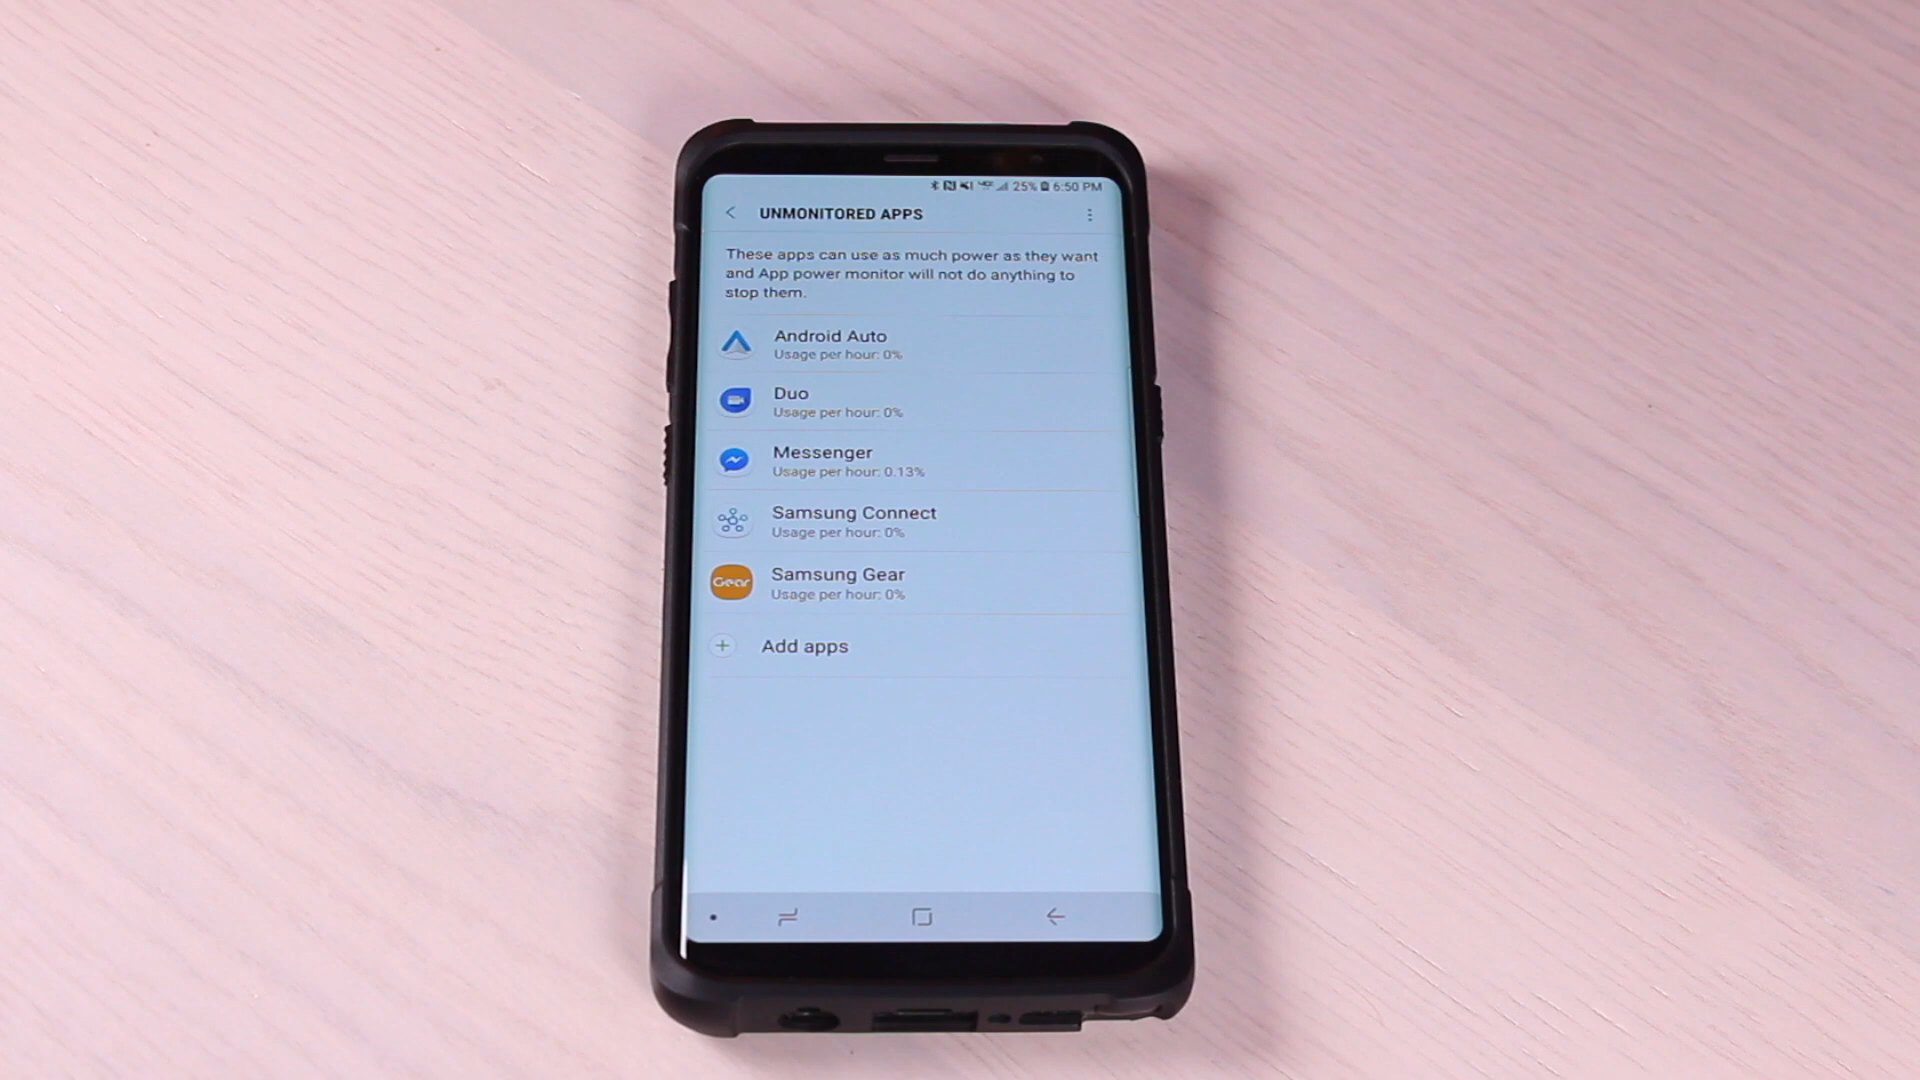 25% 6:50 PM
UNMONITORED APPS
These apps can use as much power as they want
and App power monitor will not do anything to
stop them.
Android Auto
Usage per hour: 0%
Duo
Usage per hour: 0%
Messenger
Usage per hour: 0.13%
Samsung Connect
Usage per hour: 0%
Gear
Samsung Gear
Usage per hour: 0%
Add apps